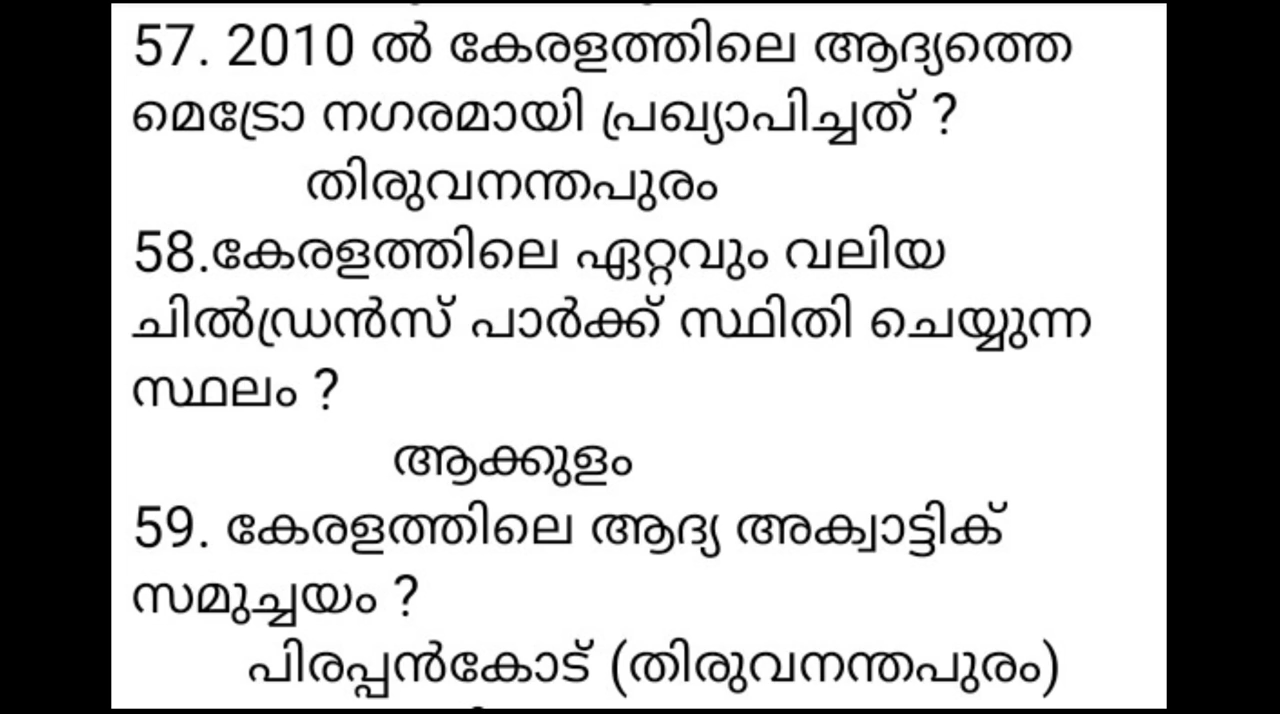 57. 2010 ൽ കേരളത്തിലെ ആദ്യത്തെ
മെട്രോ നഗരമായി പ്രഖ്യാപിച്ചത് ?
തിരുവനന്തപുരം
58.കേരളത്തിലെ ഏറ്റവും വലിയ
ചിൽഡ്രൻസ് പാർക്ക് സ്ഥിതി ചെയ്യുന്ന
സ്ഥലം ?
ആക്കുളം
59. കേരളത്തിലെ ആദ്യ അക്വാട്ടിക്
സമുച്ചയം ?
പിരപ്പൻകോട് (തിരുവനന്തപുരം)